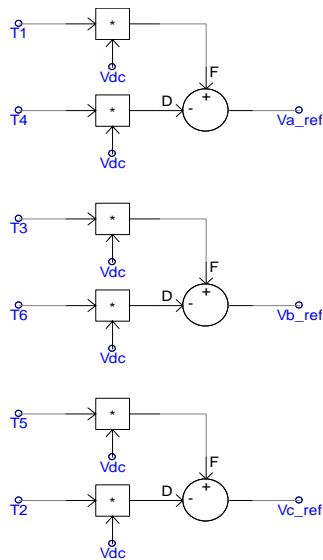 T1
*
Vdc
F
T4
*
D
-
+
Va_ref
Vdc
T3
*
Vdc
F
T6
*
D
-
+
Vb_ref
Vdc
T5
*
Vdc
F
T2
*
D
-
+
Vc_ref
Vdc